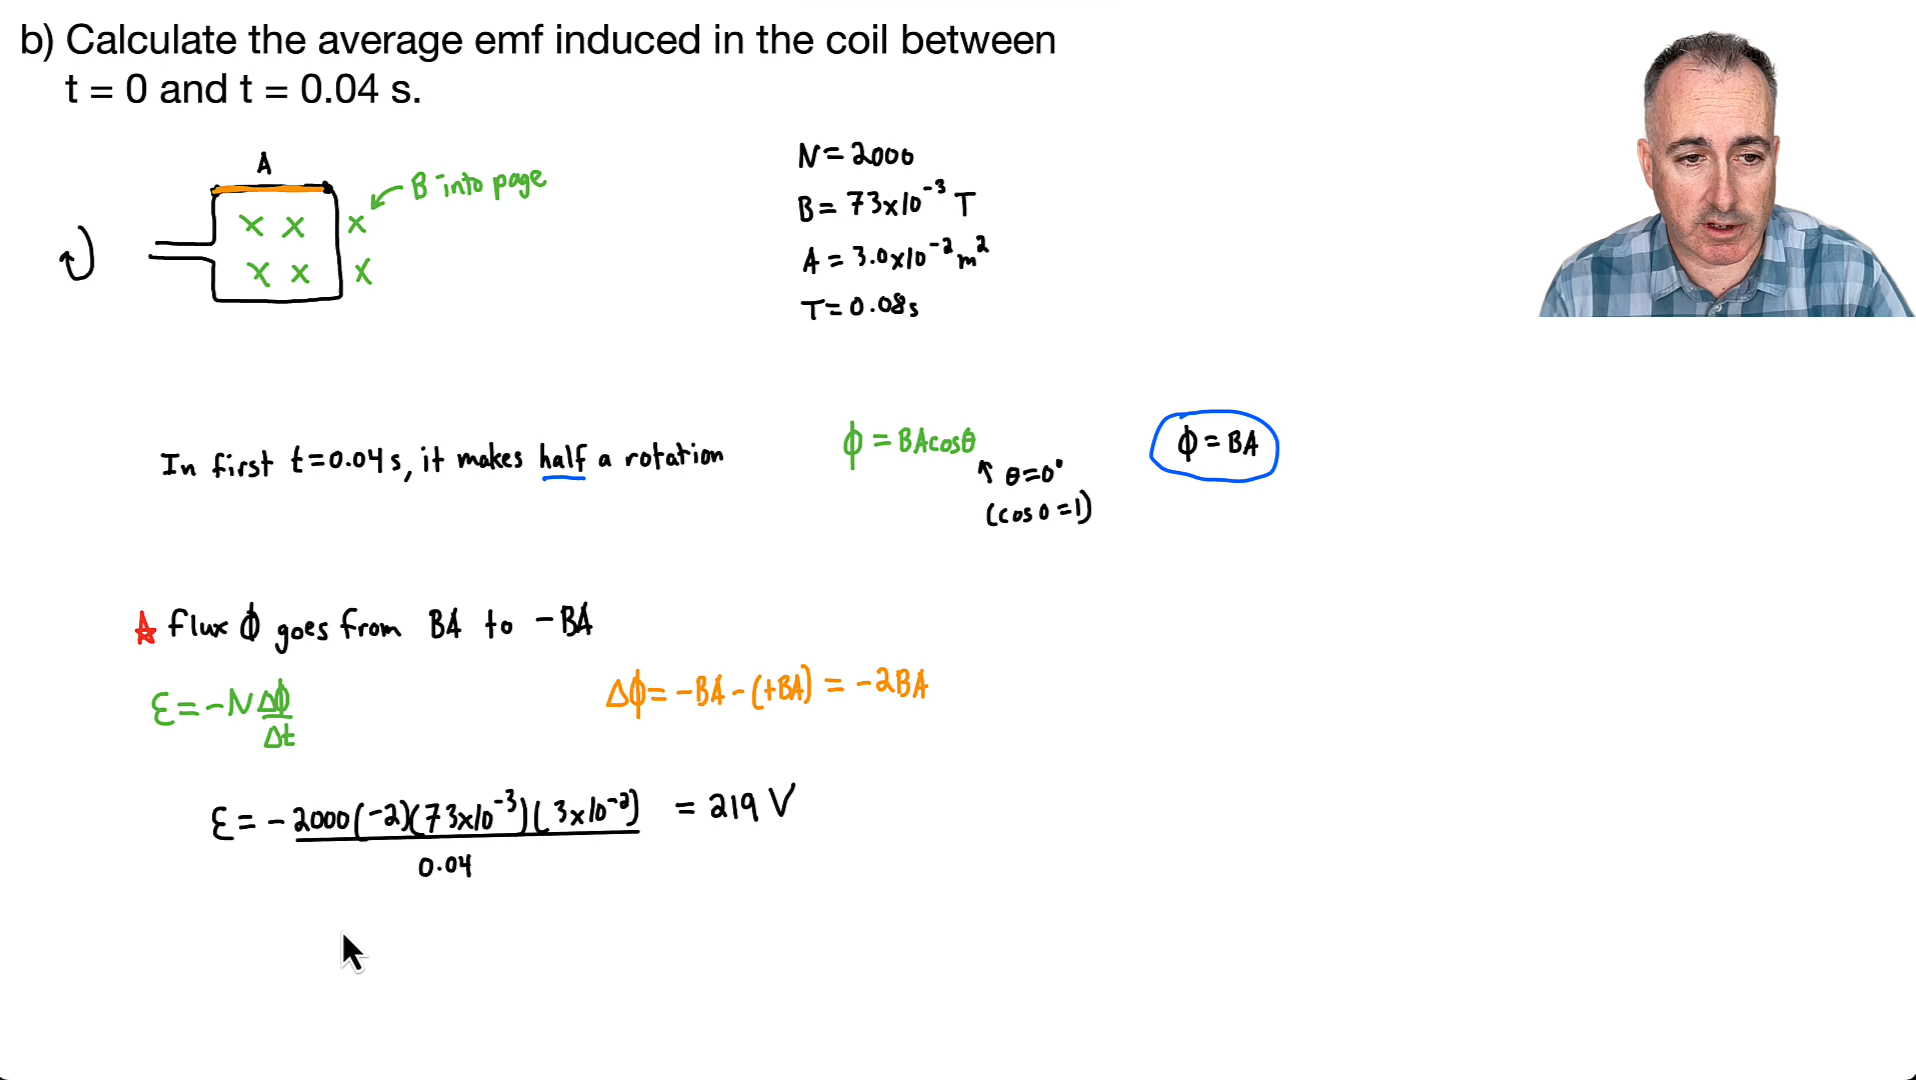 b) Calculate the average emf induced in the coil between
t = 0 and t = 0.04 s.
A
B into page
x x x
x x x
N = 2000
B = 73x10⁻³ T
A = 3.0x10⁻² m²
T = 0.08s
In first t=0.04s, it makes half a rotation
ϕ = BAcosθ
↑ θ=0°
(cos 0 = 1)
ϕ = BA
☆ flux ϕ goes from BA to -BA
ε = -N Δϕ/Δt
Δϕ = -BA - (+BA) = -2BA
ε = - 2000(-2)(73x10⁻³)(3x10⁻²) = 219 V
0.04